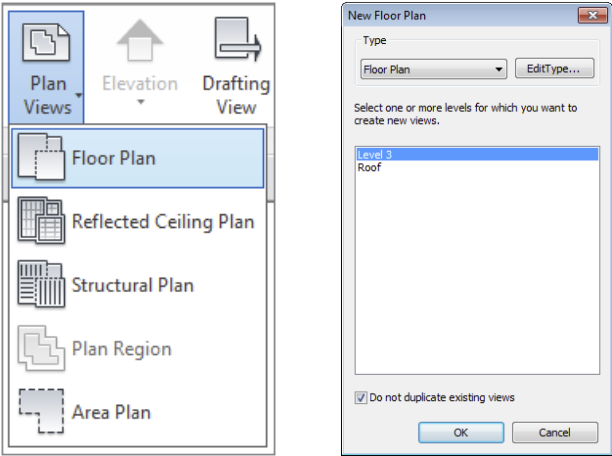 Plan
Views
Elevation
Drafting
View
Floor Plan
Reflected Ceiling Plan
Structural Plan
Plan Region
Area Plan
New Floor Plan
Type
Floor Plan
EditType...
Select one or more levels for which you want to
create new views.
Level 3
Roof
Do not duplicate existing views
OK
Cancel